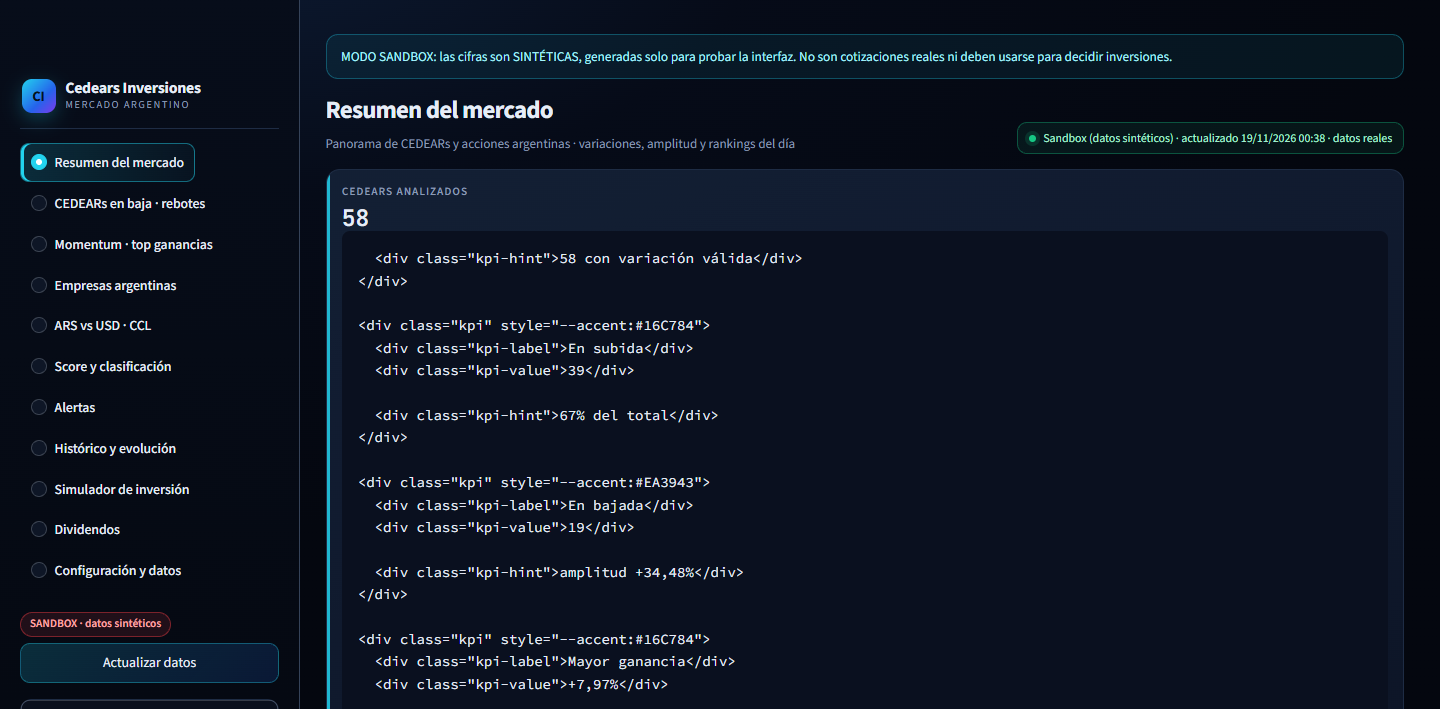 CI
Cedears Inversiones
MERCADO ARGENTINO
Resumen del mercado
CEDEARs en baja · rebotes
Momentum · top ganancias
Empresas argentinas
ARS vs USD · CCL
Score y clasificación
Alertas
Histórico y evolución
Simulador de inversión
Dividendos
Configuración y datos
SANDBOX · datos sintéticos
Actualizar datos
MODO SANDBOX: las cifras son SINTÉTICAS, generadas solo para probar la interfaz. No son cotizaciones reales ni deben usarse para decidir inversiones.
Resumen del mercado
Panorama de CEDEARs y acciones argentinas · variaciones, amplitud y rankings del día
Sandbox (datos sintéticos) · actualizado 19/11/2026 00:38 · datos reales
CEDEARS ANALIZADOS
58
<div class="kpi-hint">58 con variación válida</div>
</div>
<div class="kpi" style="--accent:#16C784">
<div class="kpi-label">En subida</div>
<div class="kpi-value">39</div>
<div class="kpi-hint">67% del total</div>
</div>
<div class="kpi" style="--accent:#EA3943">
<div class="kpi-label">En bajada</div>
<div class="kpi-value">19</div>
<div class="kpi-hint">amplitud +34,48%</div>
</div>
<div class="kpi" style="--accent:#16C784">
<div class="kpi-label">Mayor ganancia</div>
<div class="kpi-value">+7,97%</div>